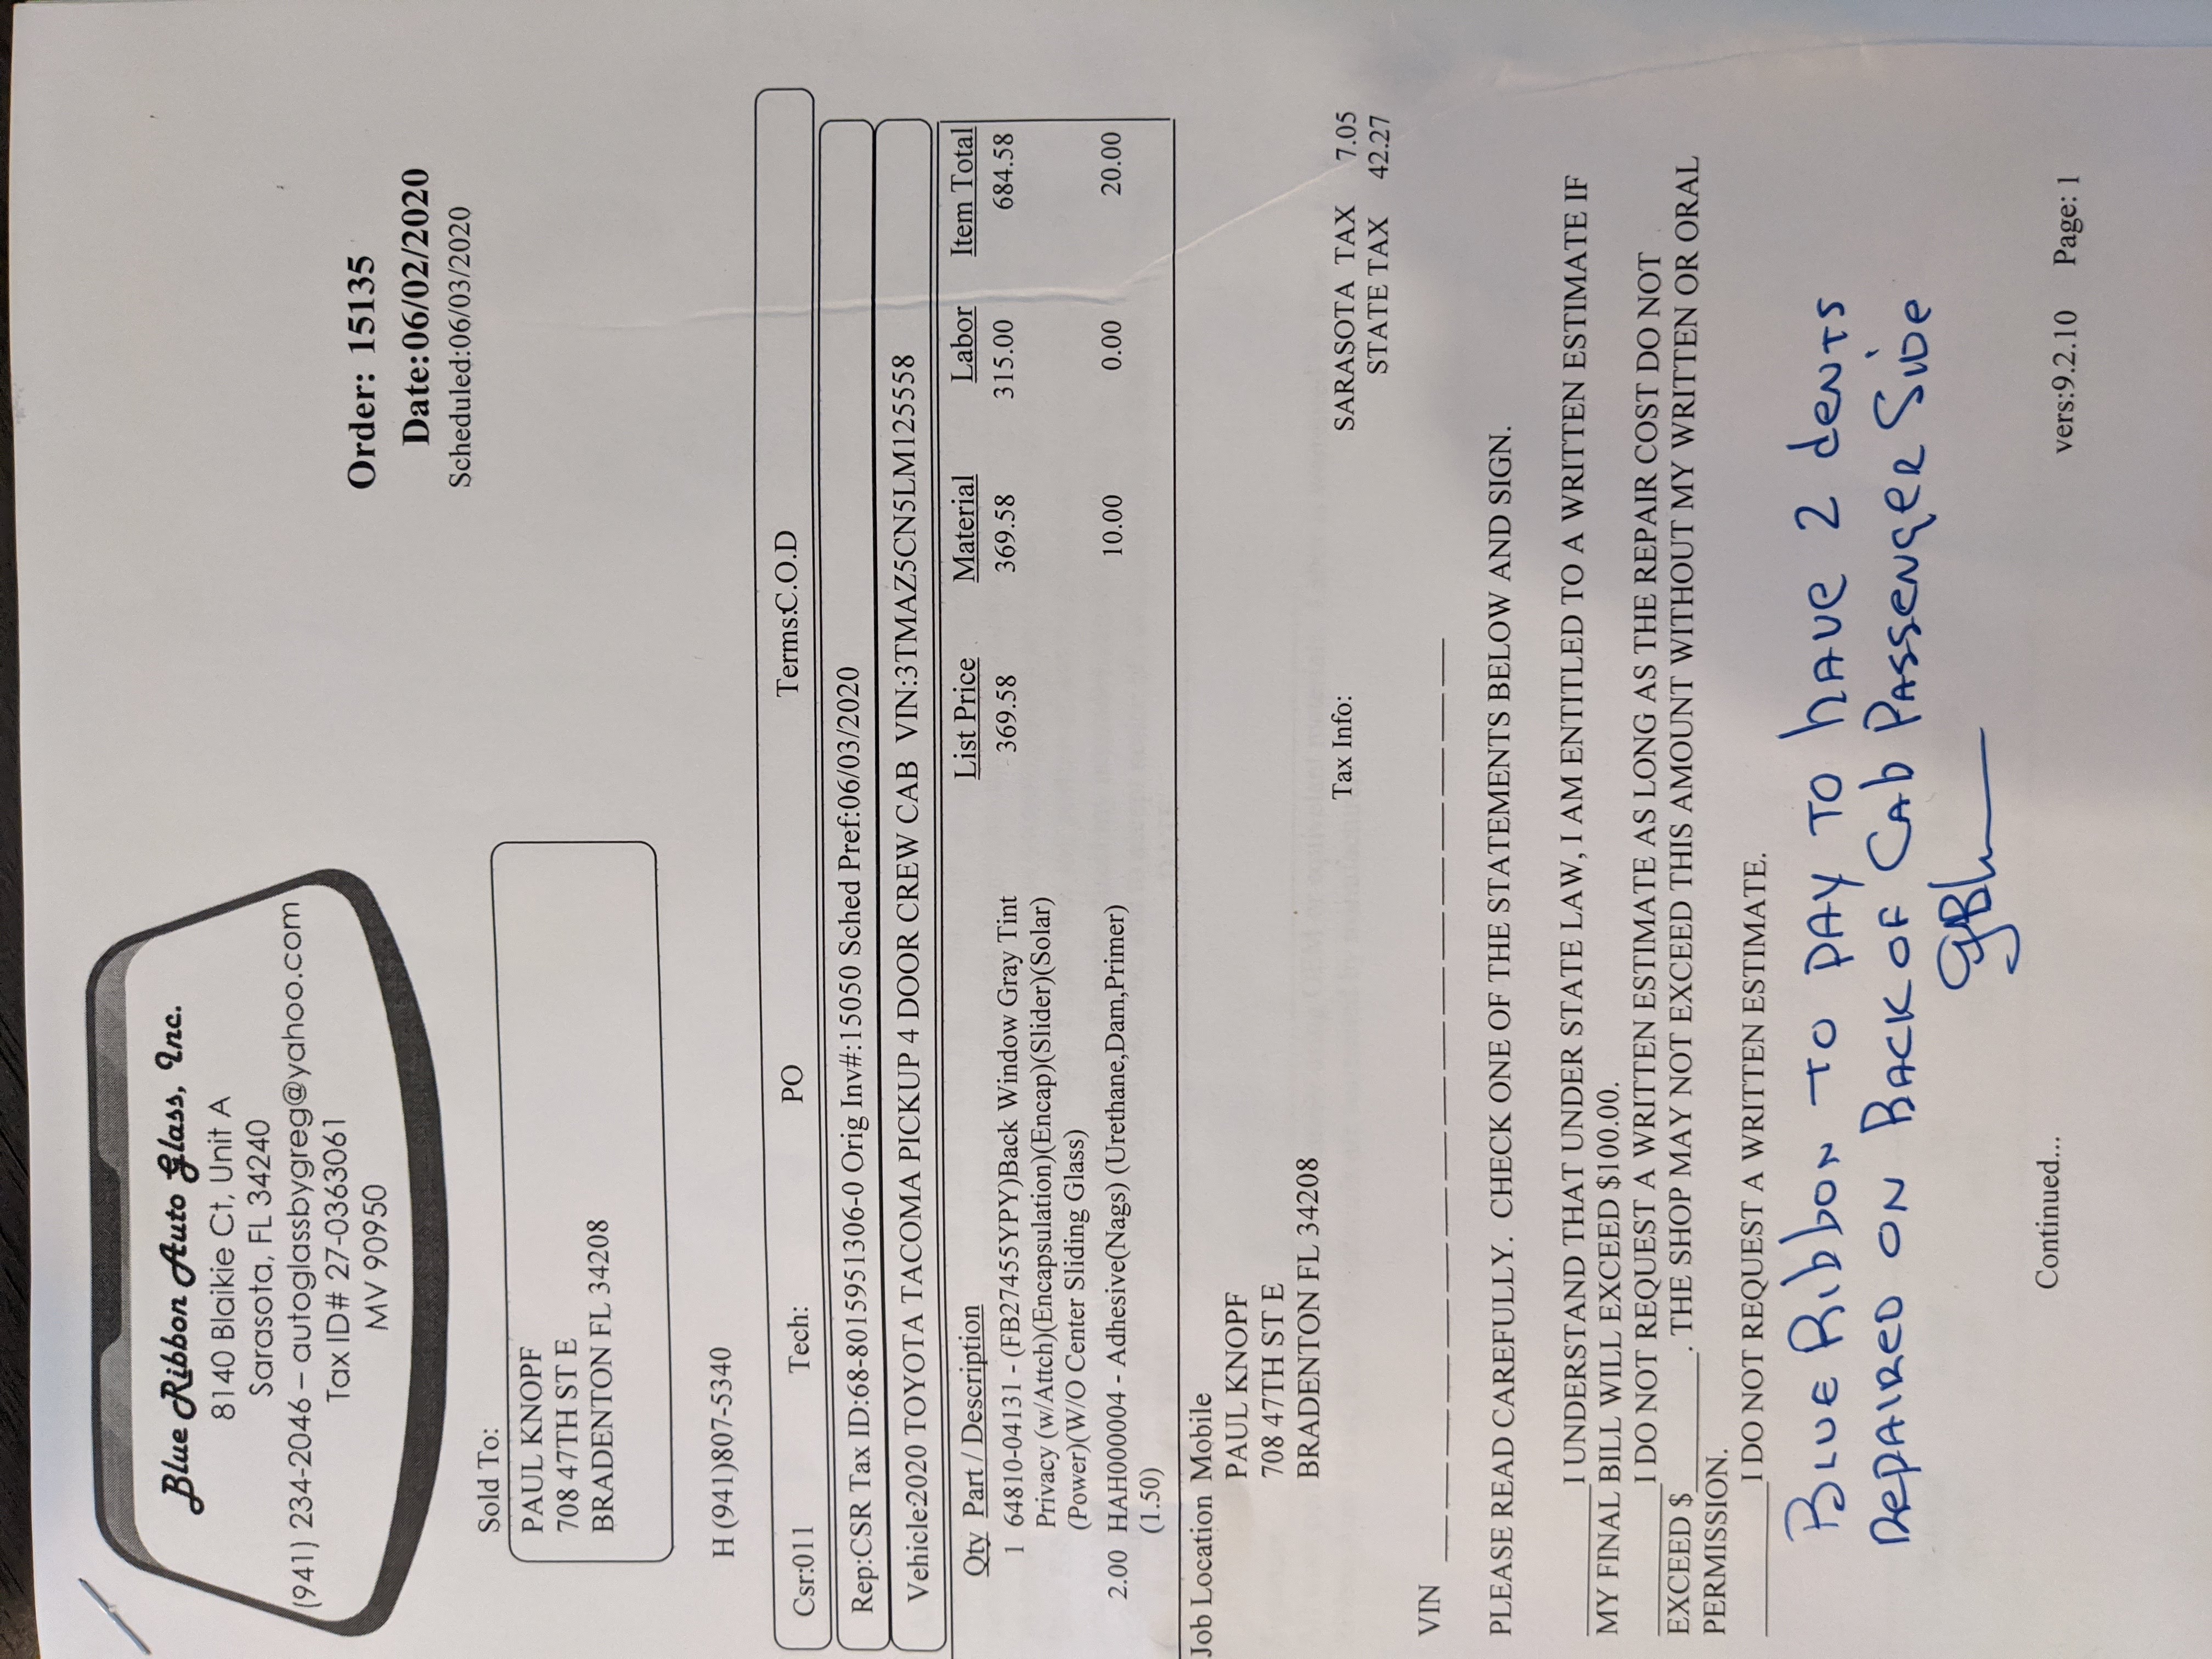 Blue Ribbon Auto Glass, Inc.
8140 Blaikie Ct, Unit A
Sarasota, FL 34240
(941) 234-2046 – autoglassbygreg@yahoo.com
Tax ID# 27-0363061
MV 90950
Order: 15135
Date:06/02/2020
Scheduled:06/03/2020
Sold To:
PAUL KNOPF
708 47TH ST E
BRADENTON FL 34208
H (941)807-5340
Csr:011 Tech: PO Terms:C.O.D
Rep:CSR Tax ID:68-8015951306-0 Orig Inv#:15050 Sched Pref:06/03/2020
Vehicle:2020 TOYOTA TACOMA PICKUP 4 DOOR CREW CAB VIN:3TMAZ5CN5LM125558
Qty Part / Description List Price Material Labor Item Total
1 64810-04131 - (FB27455YPY)Back Window Gray Tint 369.58 369.58 315.00 684.58
Privacy (w/Attch)(Encapsulation)(Encap)(Slider)(Solar)
(Power)(W/O Center Sliding Glass)
2.00 HAH000004 - Adhesive(Nags) (Urethane,Dam,Primer) 10.00 0.00 20.00
(1.50)
Job Location Mobile
PAUL KNOPF
708 47TH ST E
BRADENTON FL 34208
Tax Info: SARASOTA TAX 7.05
STATE TAX 42.27
VIN _ _ _ _ _ _ _ _ _ _ _ _ _ _ _ _ _
PLEASE READ CAREFULLY. CHECK ONE OF THE STATEMENTS BELOW AND SIGN.
_________I UNDERSTAND THAT UNDER STATE LAW, I AM ENTITLED TO A WRITTEN ESTIMATE IF
MY FINAL BILL WILL EXCEED $100.00.
_________I DO NOT REQUEST A WRITTEN ESTIMATE AS LONG AS THE REPAIR COST DO NOT
EXCEED $________. THE SHOP MAY NOT EXCEED THIS AMOUNT WITHOUT MY WRITTEN OR ORAL
PERMISSION.
_________I DO NOT REQUEST A WRITTEN ESTIMATE.
Blue Ribbon to pay to have 2 dents
Repaired on Back of Cab Passenger Side
Continued...
vers:9.2.10 Page: 1